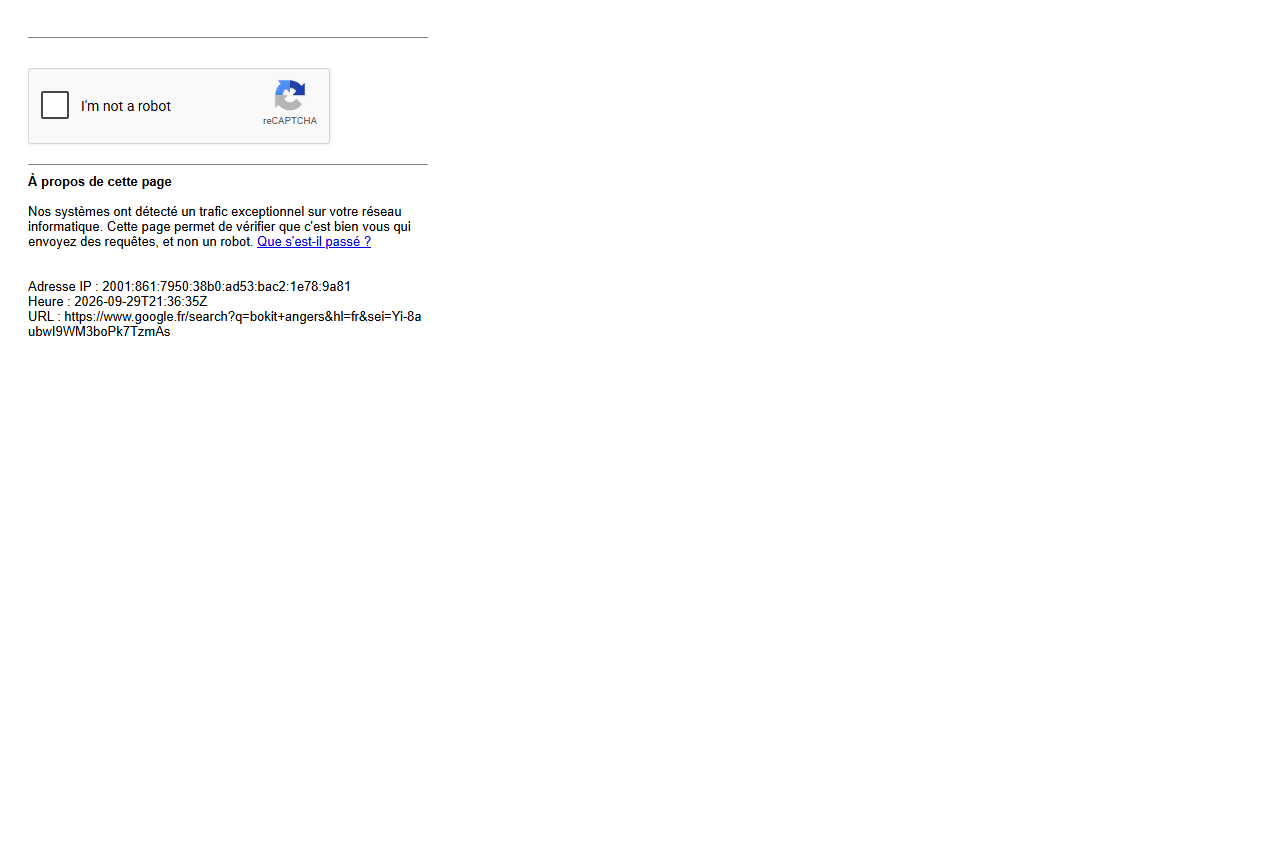 I'm not a robot
reCAPTCHA
À propos de cette page
Nos systèmes ont détecté un trafic exceptionnel sur votre réseau
informatique. Cette page permet de vérifier que c'est bien vous qui
envoyez des requêtes, et non un robot. Que s'est-il passé ?
Adresse IP : 2001:861:7950:38b0:ad53:bac2:1e78:9a81
Heure : 2026-09-29T21:36:35Z
URL : https://www.google.fr/search?q=bokit+angers&hl=fr&sei=Yi-8a
ubwI9WM3boPk7TzmAs